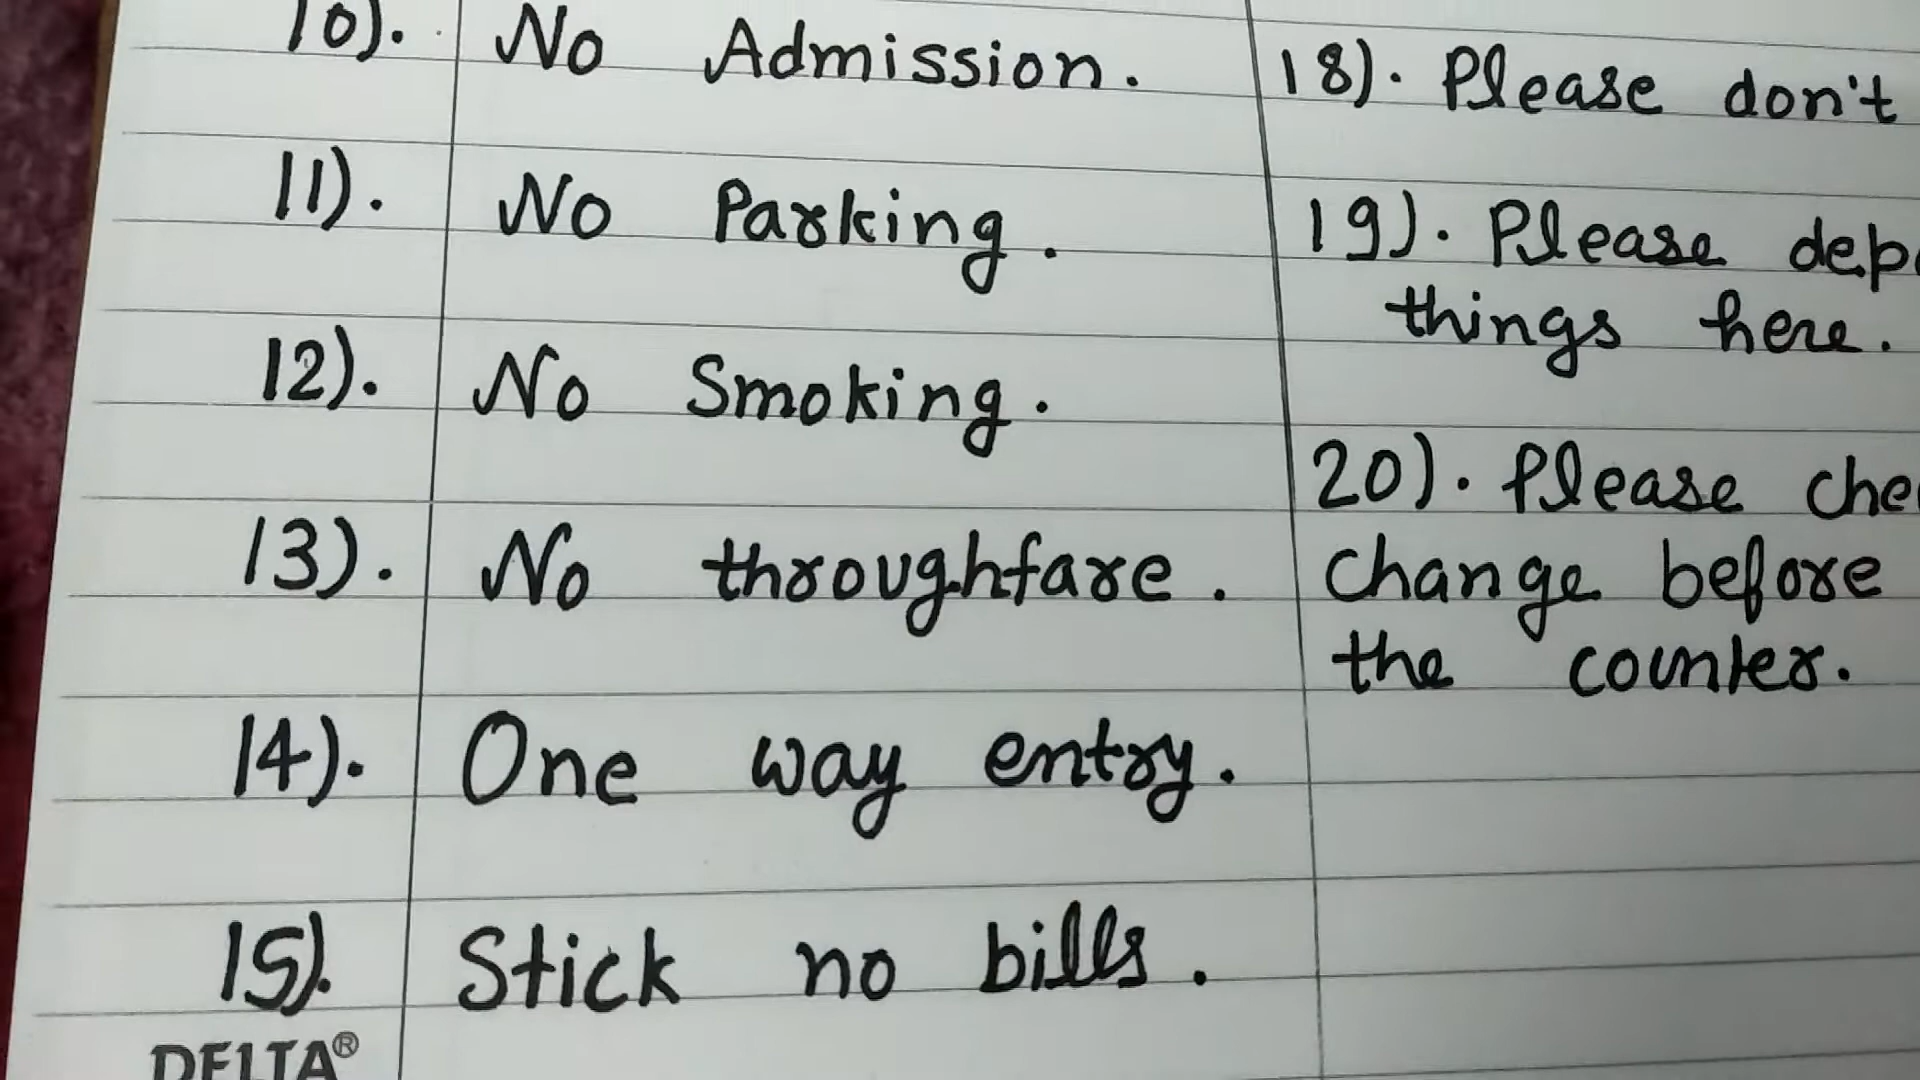 10). No Admission.
11). No Parking.
12). No Smoking.
13). No throughfare.
14). One way entry.
15). Stick no bills.
DELTA®
18). Please don't
19). Please
things here.
20). Please
change before
the counter.